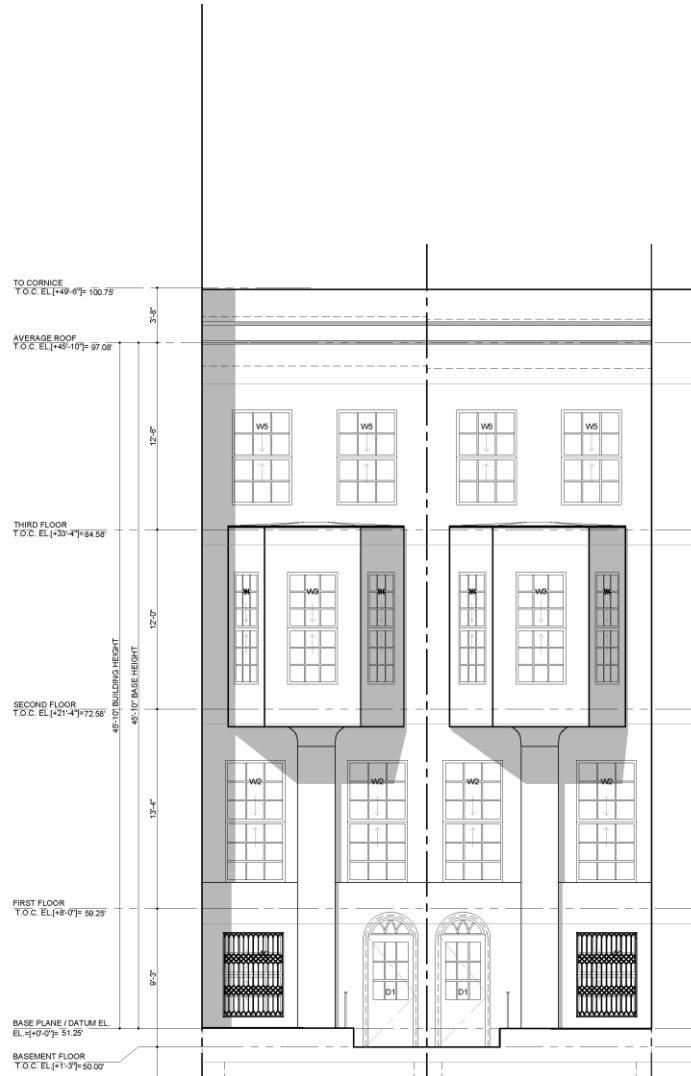 TO CORNICE
T.O.C. EL.[+49'-6"]= 100.75'
3'-8"
AVERAGE ROOF
T.O.C. EL.[+45'-10"]= 97.08'
W5 W5 W5 W5
12'-6"
THIRD FLOOR
T.O.C. EL.[+33'-4"]=84.58'
W3 W3
12'-0"
45'-10" BUILDING HEIGHT
45'-10" BASE HEIGHT
SECOND FLOOR
T.O.C. EL.[+21'-4"]=72.58'
W2 W2 W2 W2
13'-4"
FIRST FLOOR
T.O.C. EL.[+8'-0"]= 59.25'
9'-3"
D1 D1
BASE PLANE / DATUM EL.
EL.=[+0'-0"]= 51.25'
BASEMENT FLOOR
T.O.C. EL.[+1'-3"]=50.00'